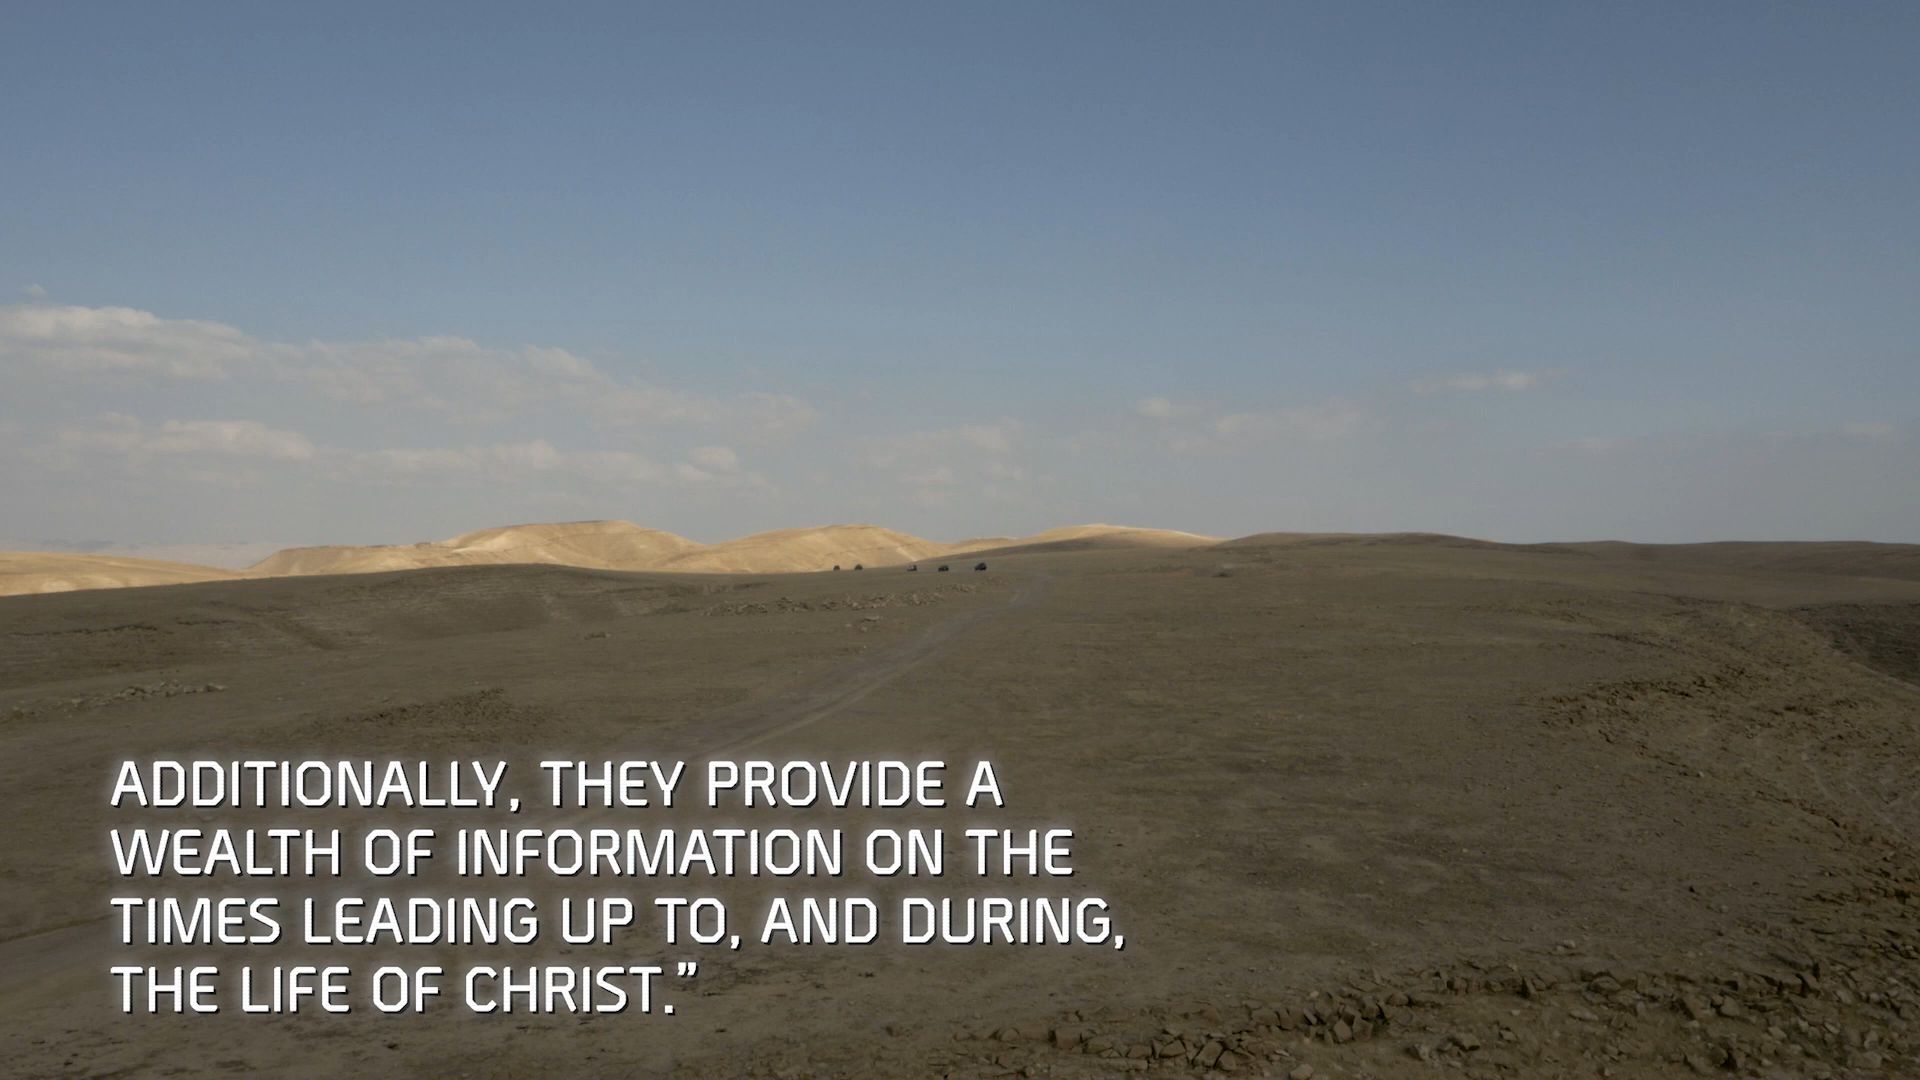 ADDITIONALLY, THEY PROVIDE A
WEALTH OF INFORMATION ON THE
TIMES LEADING UP TO, AND DURING,
THE LIFE OF CHRIST.”